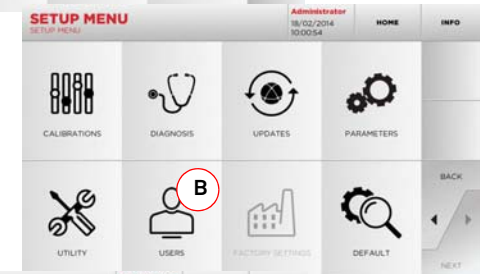 SETUP MENU
SETUP MENU
Administrator
18/02/2014
10:00:54
HOME
INFO
CALIBRATIONS
DIAGNOSIS
UPDATES
PARAMETERS
BACK
B
UTILITY
USERS
FACTORY SETTINGS
DEFAULT
NEXT